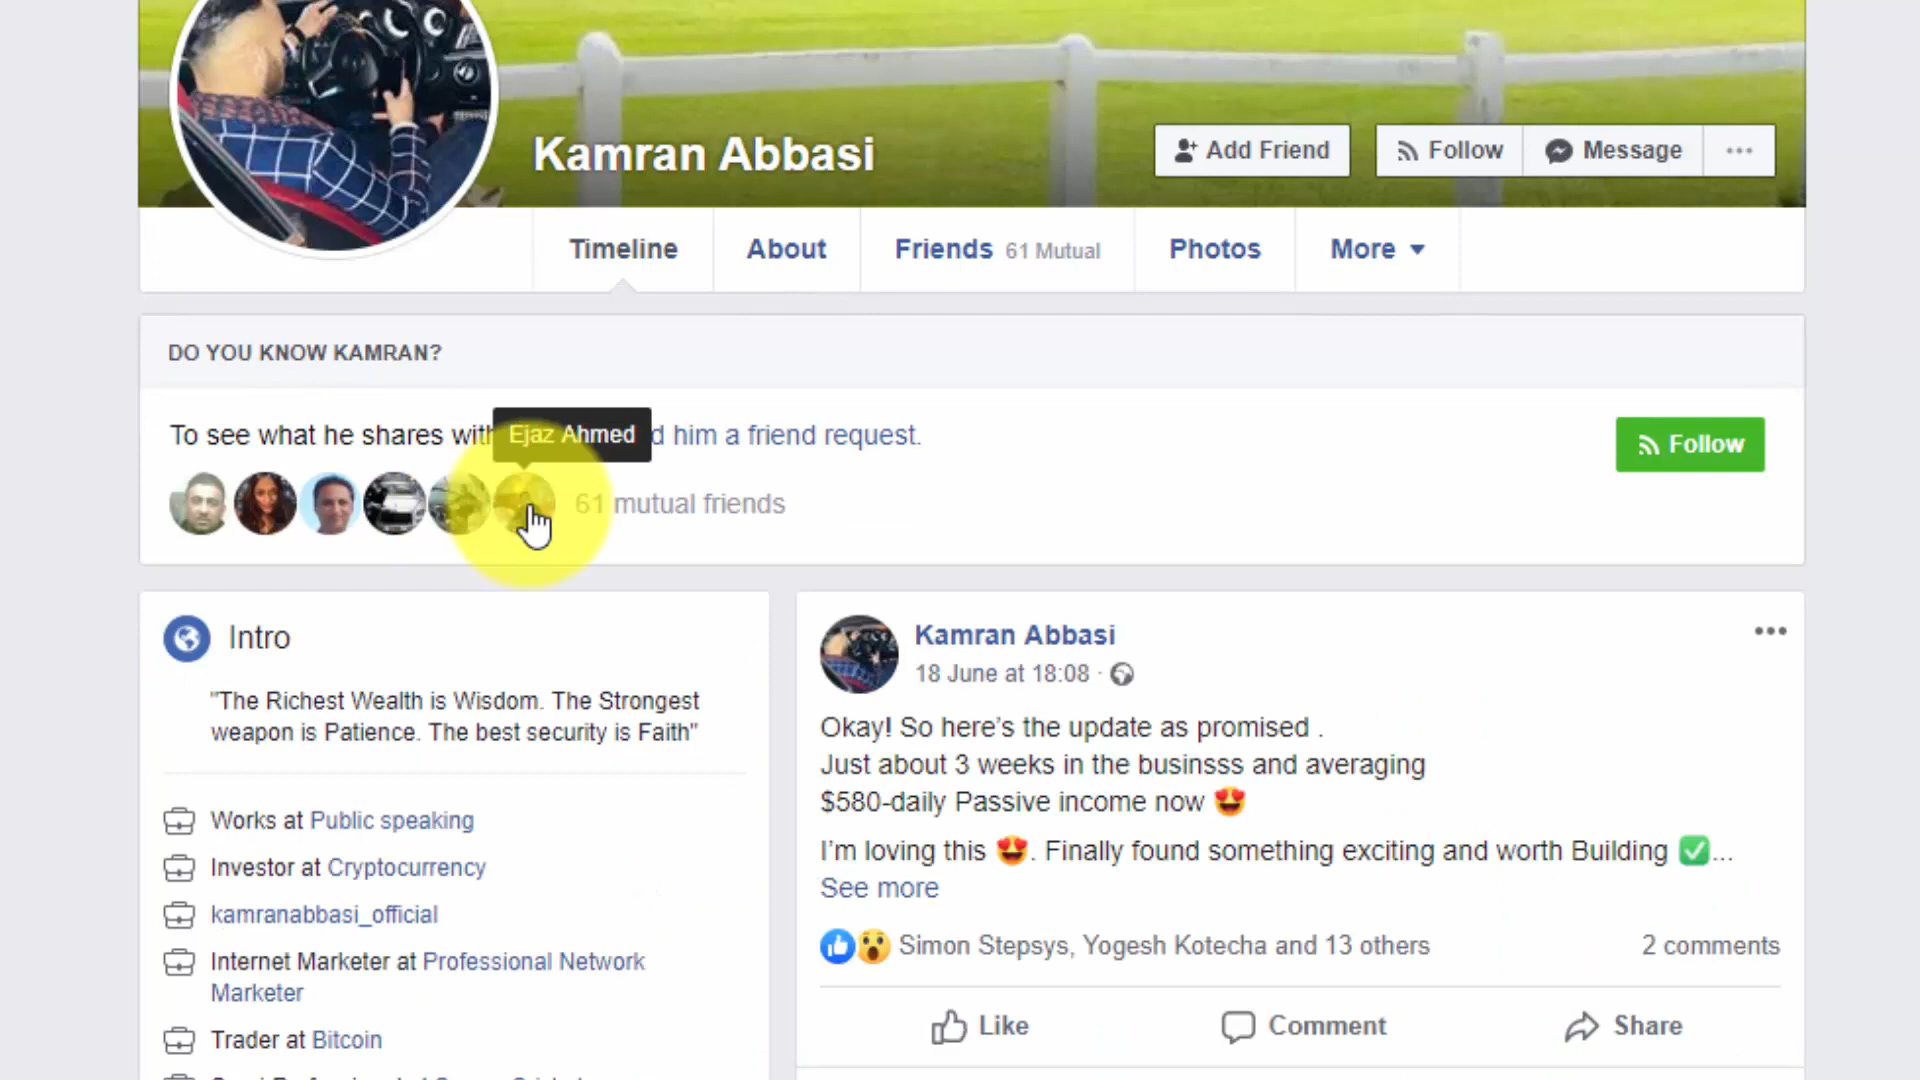 Kamran Abbasi
Add Friend
Follow
Message
Timeline
About
Friends 61 Mutual
Photos
More
DO YOU KNOW KAMRAN?
To see what he shares with
Ejaz Ahmed
d him a friend request.
Follow
61 mutual friends
Intro
"The Richest Wealth is Wisdom. The Strongest
weapon is Patience. The best security is Faith"
Works at Public speaking
Investor at Cryptocurrency
kamranabbasi_official
Internet Marketer at Professional Network
Marketer
Trader at Bitcoin
Kamran Abbasi
18 June at 18:08 ·
Okay! So here’s the update as promised .
Just about 3 weeks in the businsss and averaging
$580-daily Passive income now 😍
I’m loving this 😍. Finally found something exciting and worth Building ✅...
See more
Simon Stepsys, Yogesh Kotecha and 13 others
2 comments
Like
Comment
Share